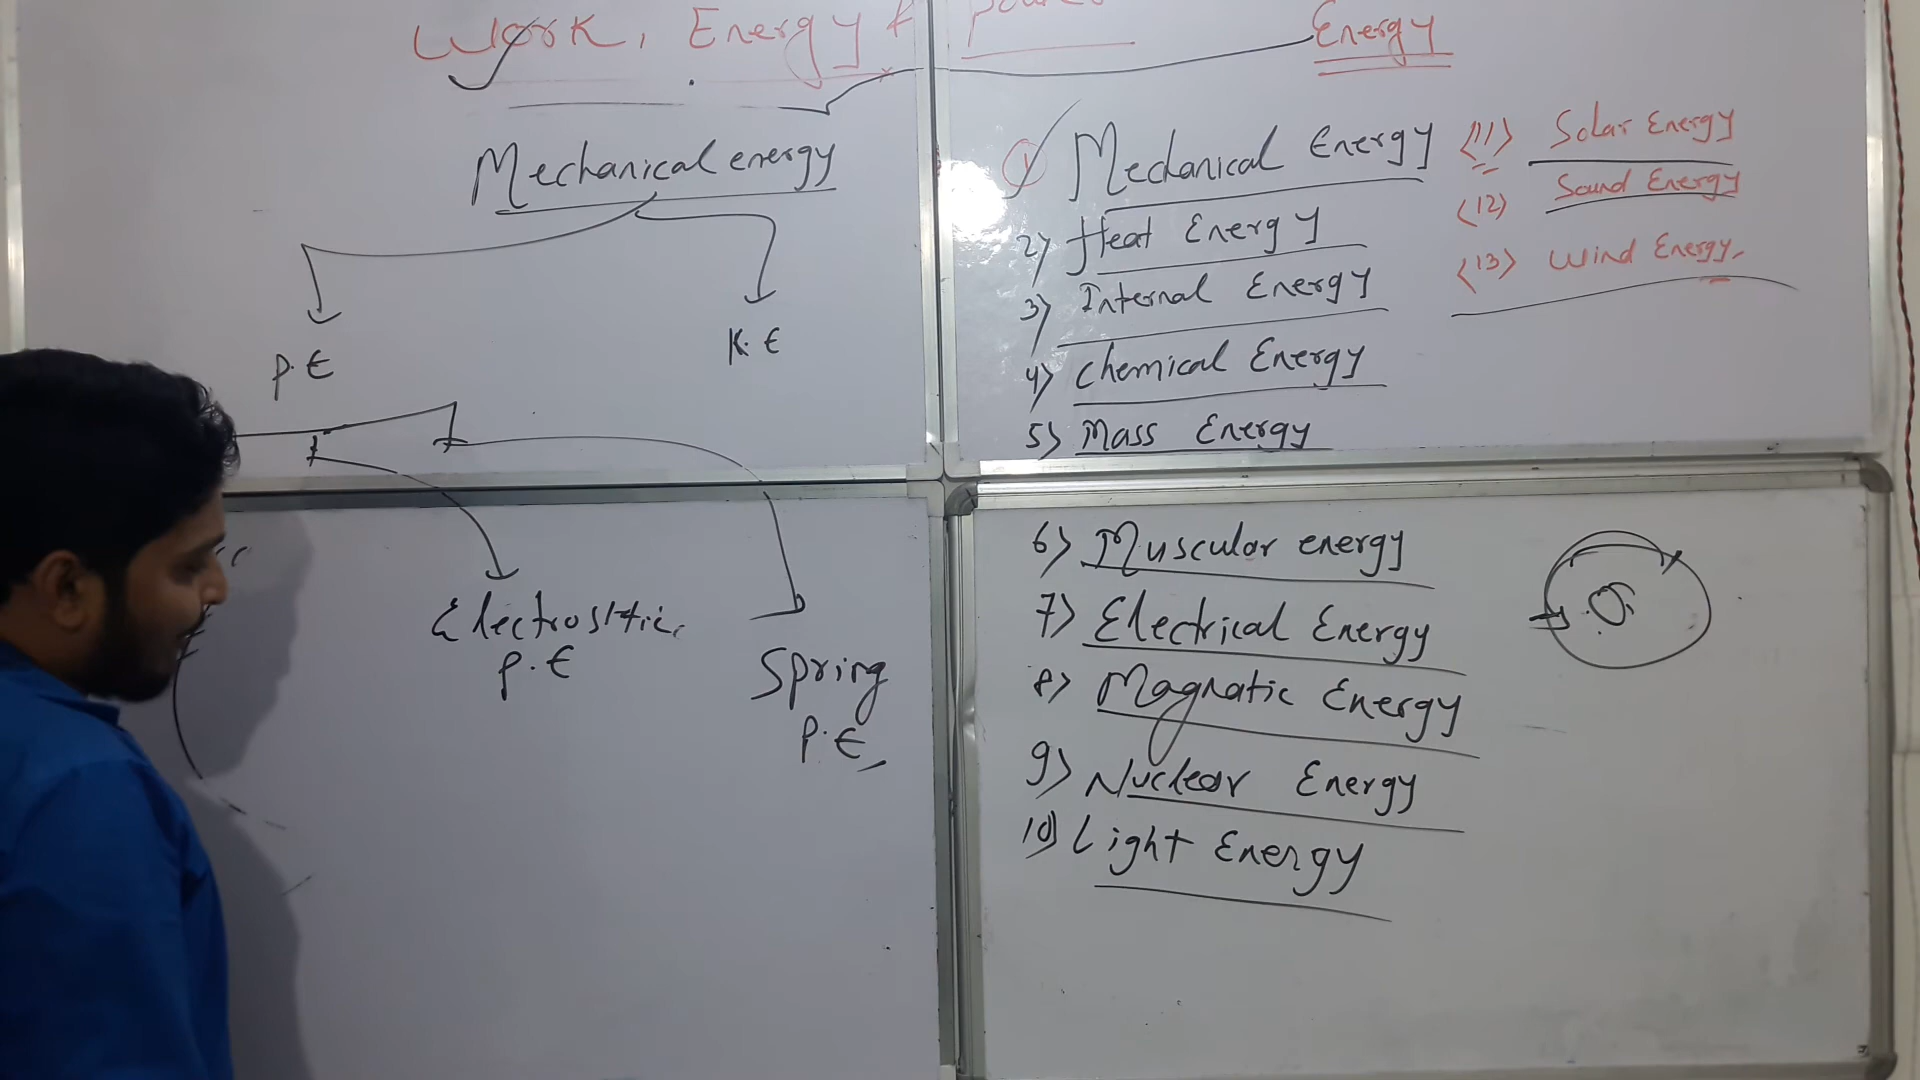 Work, Energy &
Mechanical energy
P.E
K.E
Electrosttic
P.E
Spring
P.E
Energy
1) Mechanical Energy
2) Heat Energy
3) Internal Energy
4) Chemical Energy
5) Mass Energy
6) Muscular energy
7) Electrical Energy
8) Magnatic Energy
9) Nuclear Energy
10) Light Energy
(11) Solar Energy
(12) Sound Energy
(13) Wind Energy